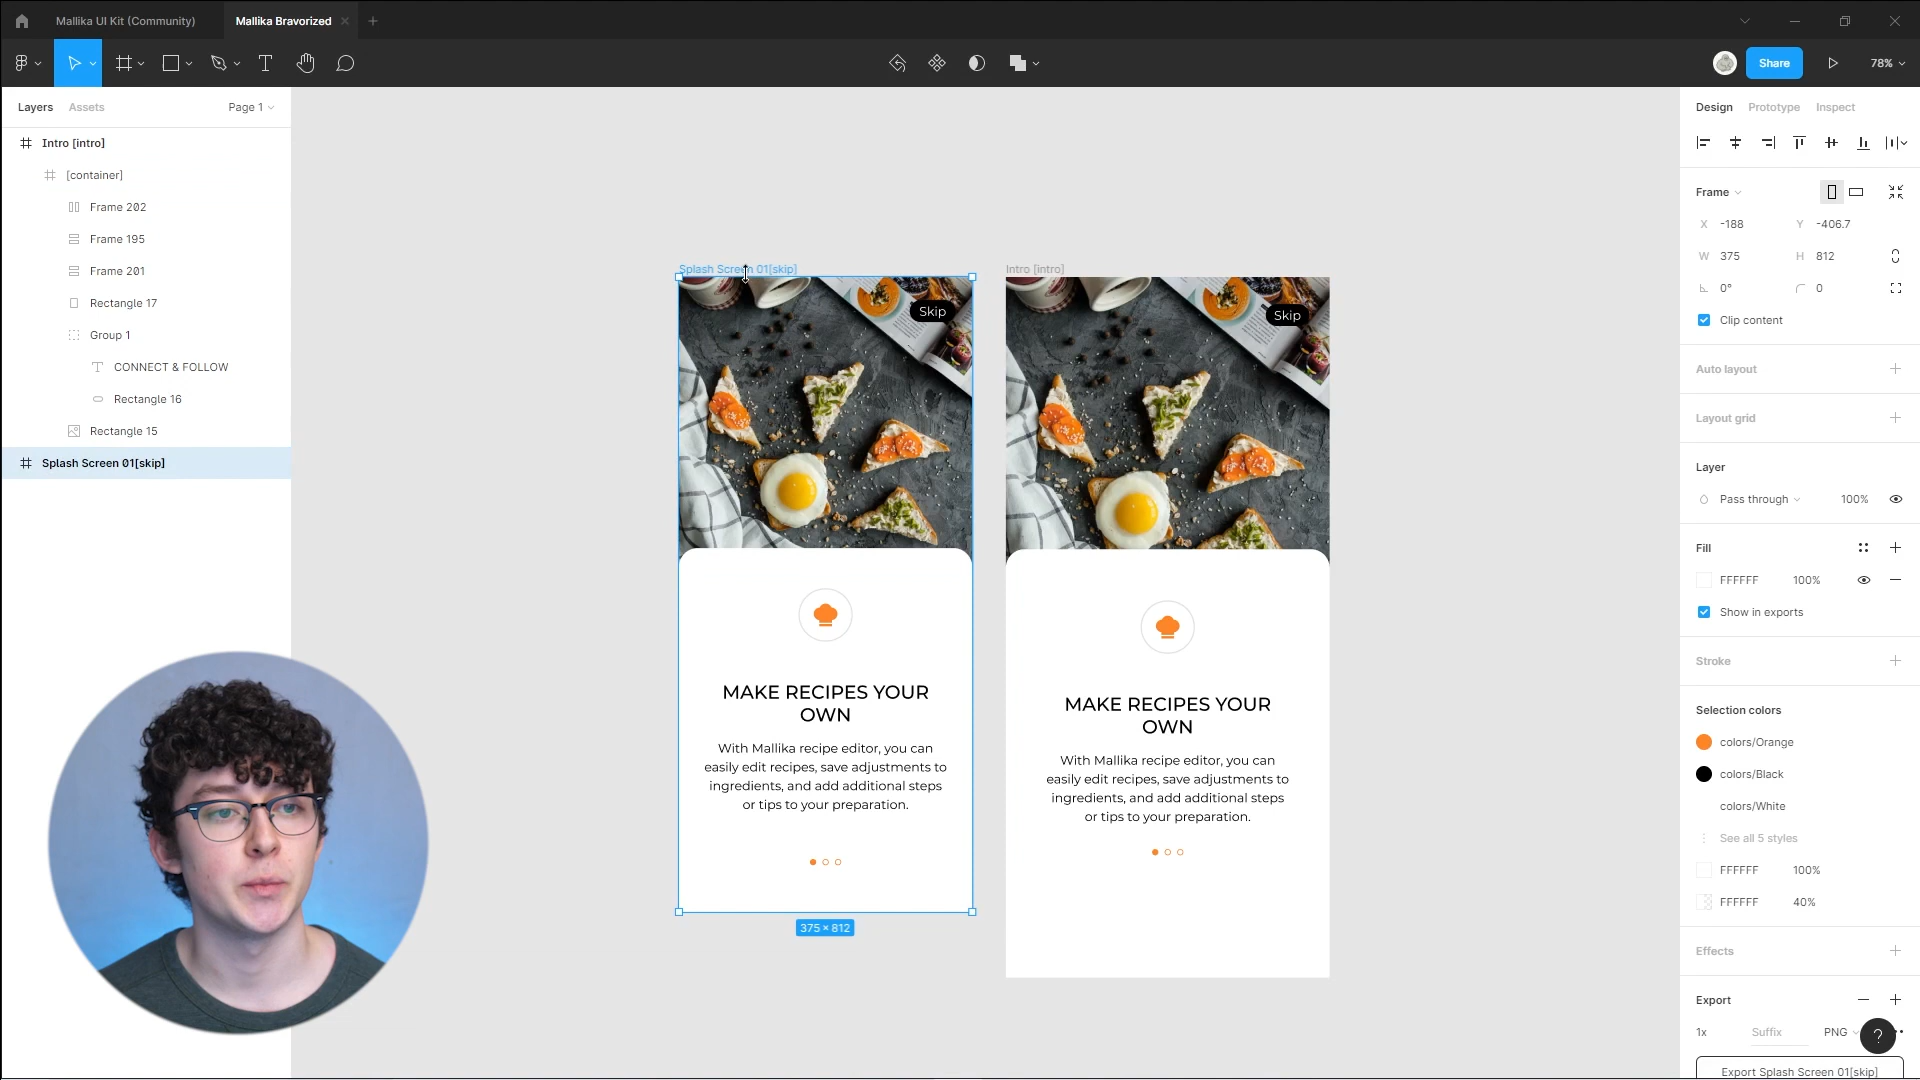 Mallika UI Kit (Community)
Mallika Bravorized
Share
78%
Layers
Assets
Page 1
Intro [intro]
[container]
Frame 202
Frame 195
Frame 201
Rectangle 17
Group 1
CONNECT & FOLLOW
Rectangle 16
Rectangle 15
Splash Screen 01[skip]
Splash Screen 01[skip]
Skip
MAKE RECIPES YOUR
OWN
With Mallika recipe editor, you can
easily edit recipes, save adjustments to
ingredients, and add additional steps
or tips to your preparation.
375 × 812
Intro [intro]
Skip
MAKE RECIPES YOUR
OWN
With Mallika recipe editor, you can
easily edit recipes, save adjustments to
ingredients, and add additional steps
or tips to your preparation.
Design
Prototype
Inspect
Frame
X -188
Y -406.7
W 375
H 812
0°
0
Clip content
Auto layout
Layout grid
Layer
Pass through
100%
Fill
FFFFFF 100%
Show in exports
Stroke
Selection colors
colors/Orange
colors/Black
colors/White
See all 5 styles
FFFFFF 100%
FFFFFF 40%
Effects
Export
1x
Suffix
PNG
?
Export Splash Screen 01[skip]